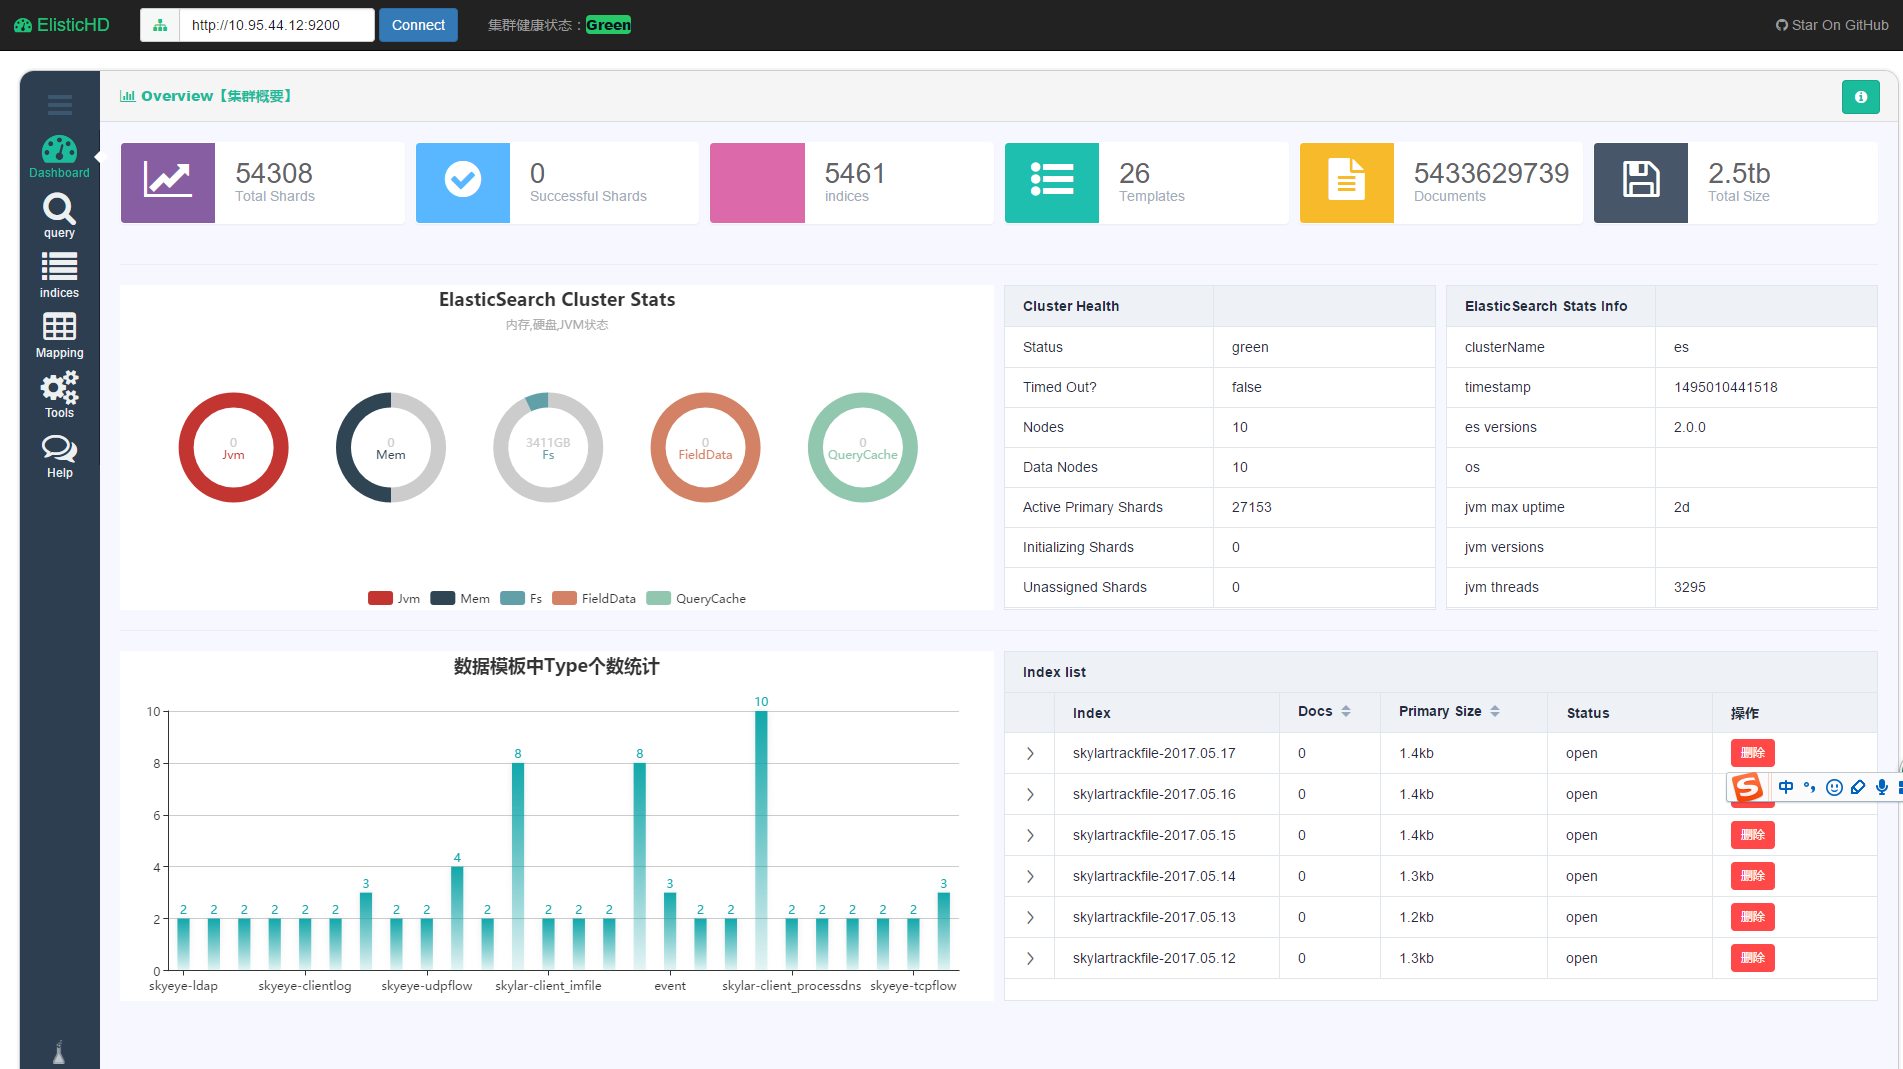 ElisticHD
http://10.95.44.12:9200
Connect
集群健康状态：Green
Star On GitHub
Overview【集群概要】
Dashboard
query
indices
Mapping
Tools
Help
54308
Total Shards
0
Successful Shards
5461
indices
26
Templates
5433629739
Documents
2.5tb
Total Size
ElasticSearch Cluster Stats
内存,硬盘,JVM状态
0
Jvm
0
Mem
3411GB
Fs
0
FieldData
0
QueryCache
Jvm Mem Fs FieldData QueryCache
Cluster Health
Status green
Timed Out? false
Nodes 10
Data Nodes 10
Active Primary Shards 27153
Initializing Shards 0
Unassigned Shards 0
ElasticSearch Stats Info
clusterName es
timestamp 1495010441518
es versions 2.0.0
os
jvm max uptime 2d
jvm versions
jvm threads 3295
数据模板中Type个数统计
10
8
6
4
2
0
2 2 2 2 2 2 3 2 2 4 2 8 2 2 2 8 3 2 2 10 2 2 2 2 2 3
skyeye-ldap skyeye-clientlog skyeye-udpflow skylar-client_imfile event skylar-client_processdns skyeye-tcpflow
Index list
Index Docs Primary Size Status 操作
skylartrackfile-2017.05.17 0 1.4kb open 删除
skylartrackfile-2017.05.16 0 1.4kb open
中
skylartrackfile-2017.05.15 0 1.4kb open 删除
skylartrackfile-2017.05.14 0 1.3kb open 删除
skylartrackfile-2017.05.13 0 1.2kb open 删除
skylartrackfile-2017.05.12 0 1.3kb open 删除